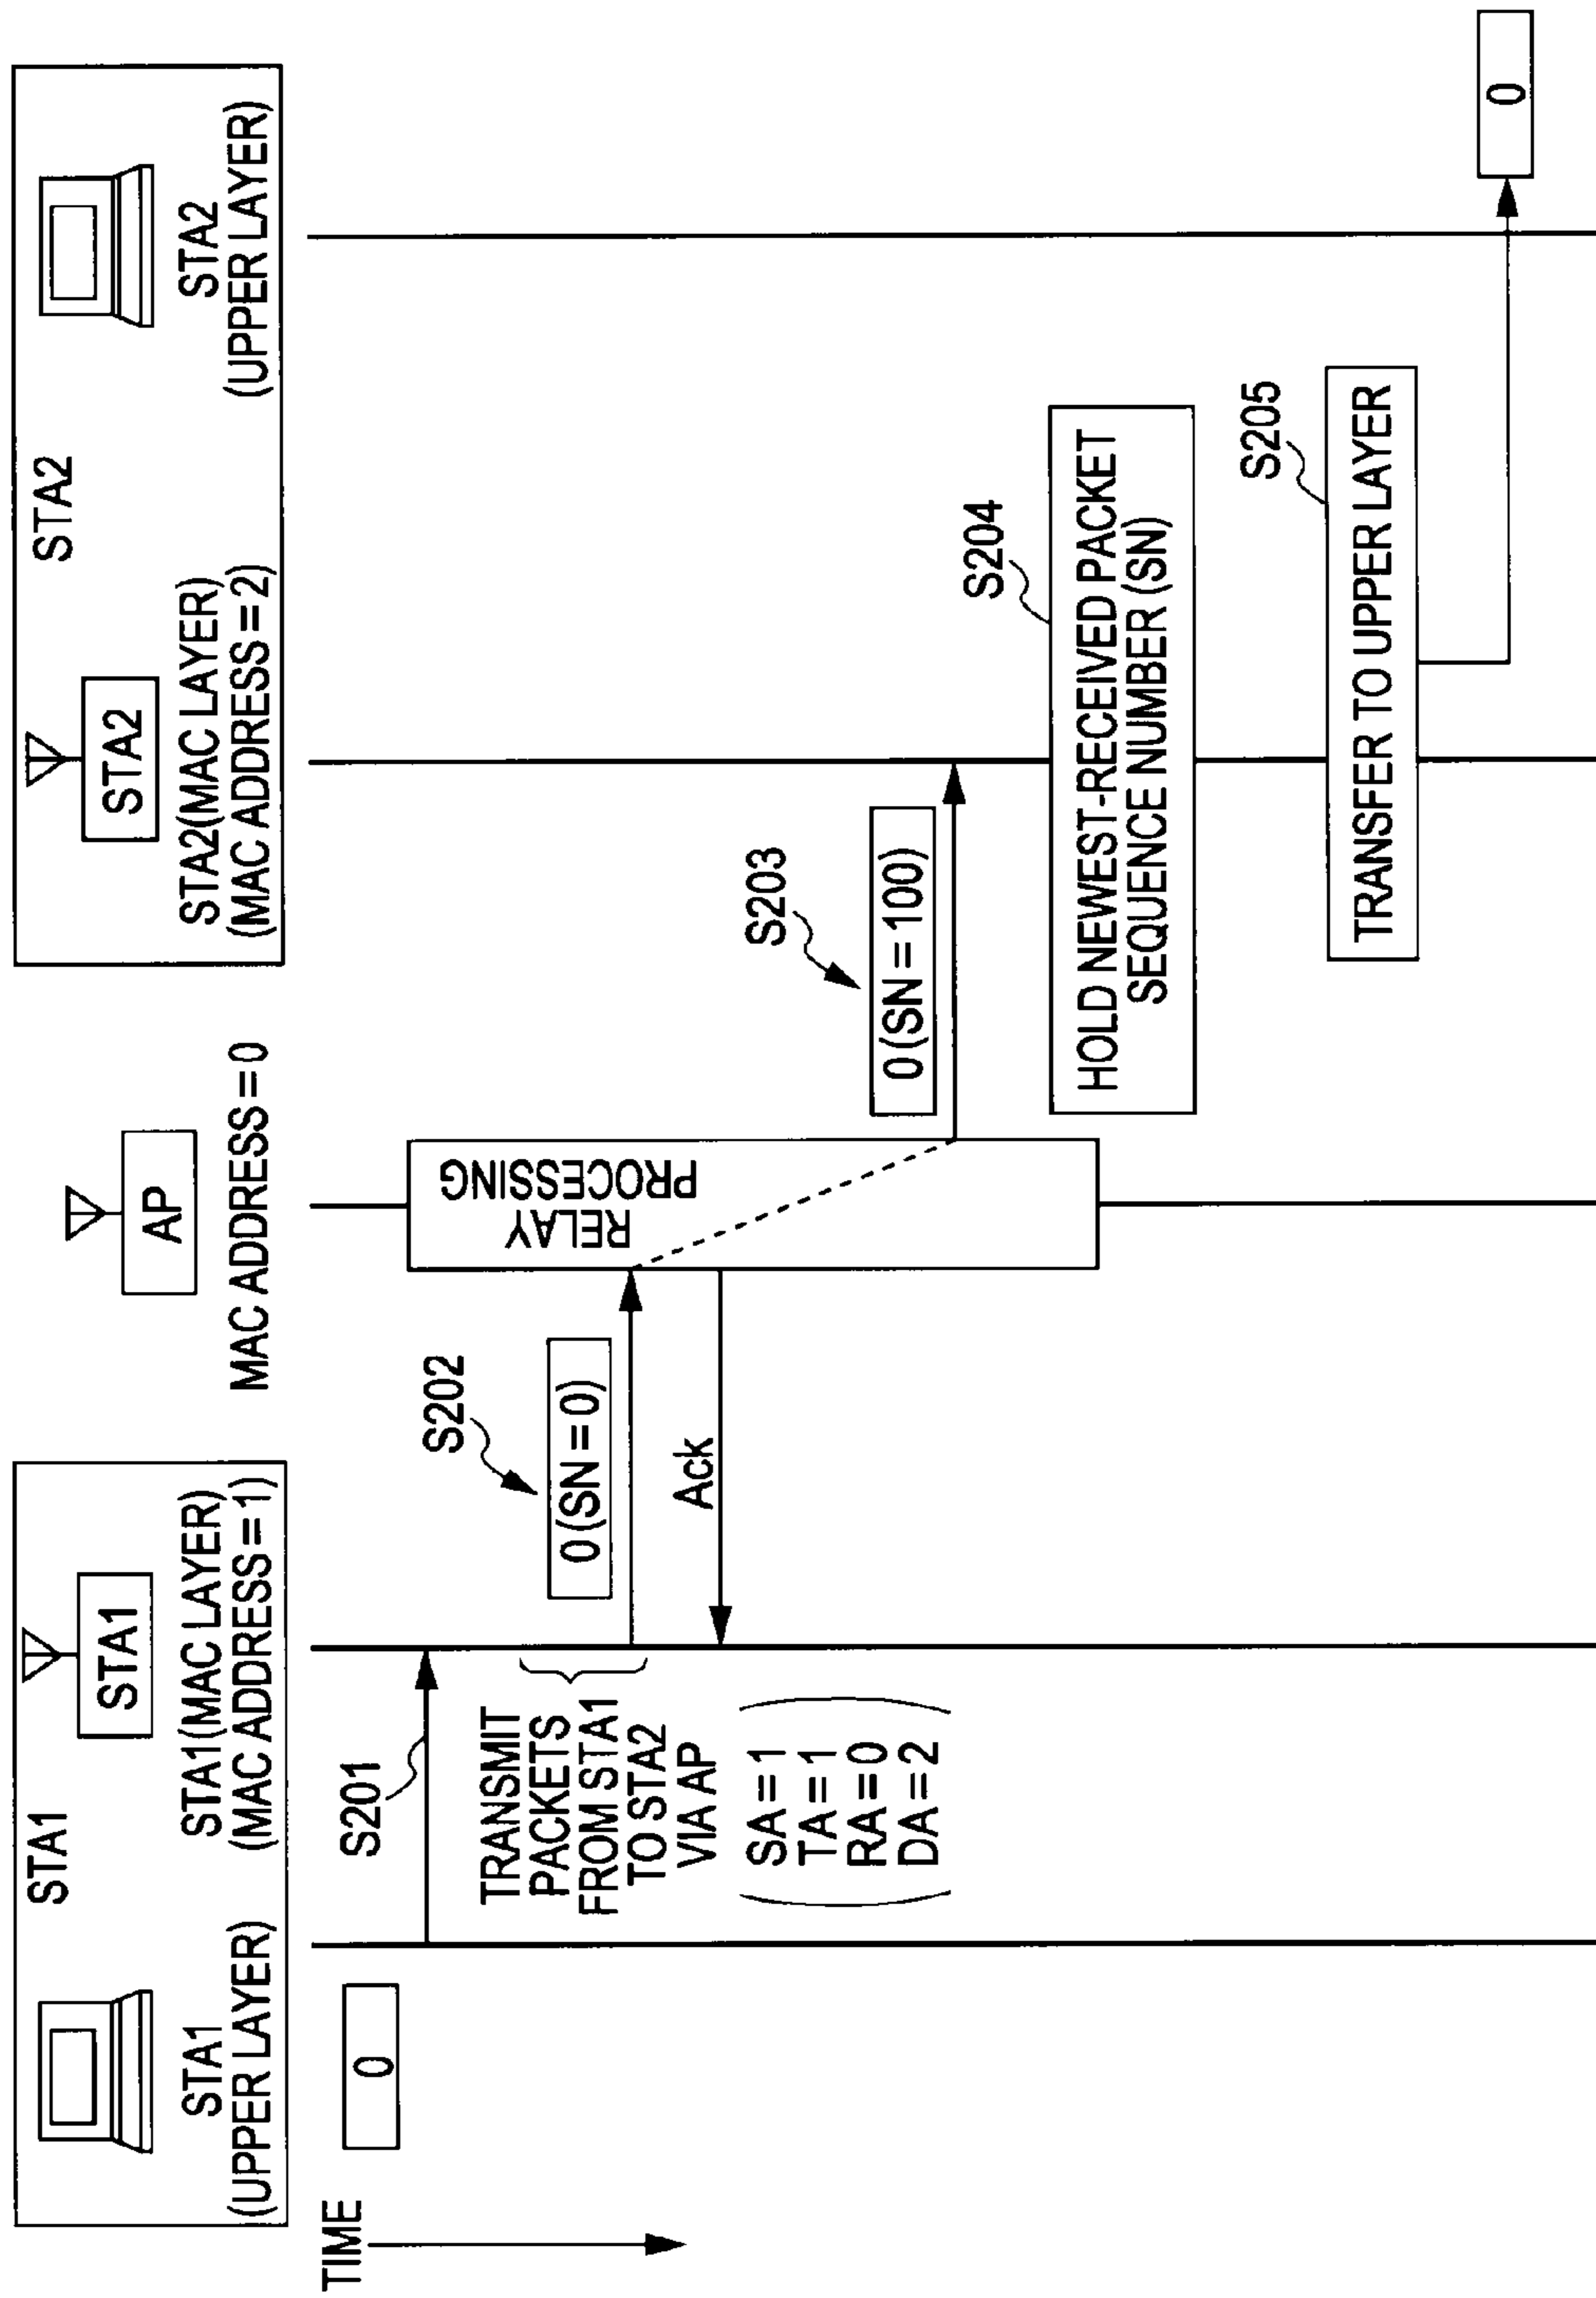 STA1
STA1
STA1
(UPPER LAYER)
STA1(MAC LAYER)
(MAC ADDRESS = 1)
AP
MAC ADDRESS = 0
STA2
STA2
STA2(MAC LAYER)
(MAC ADDRESS = 2)
STA2
(UPPER LAYER)
TIME
0
S201
TRANSMIT
PACKETS
FROM STA1
TO STA2
VIA AP
SA = 1
TA = 1
RA = 0
DA = 2
S202
0 (SN = 0)
Ack
RELAY
PROCESSING
S203
0 (SN = 100)
S204
HOLD NEWEST-RECEIVED PACKET
SEQUENCE NUMBER (SN)
S205
TRANSFER TO UPPER LAYER
0